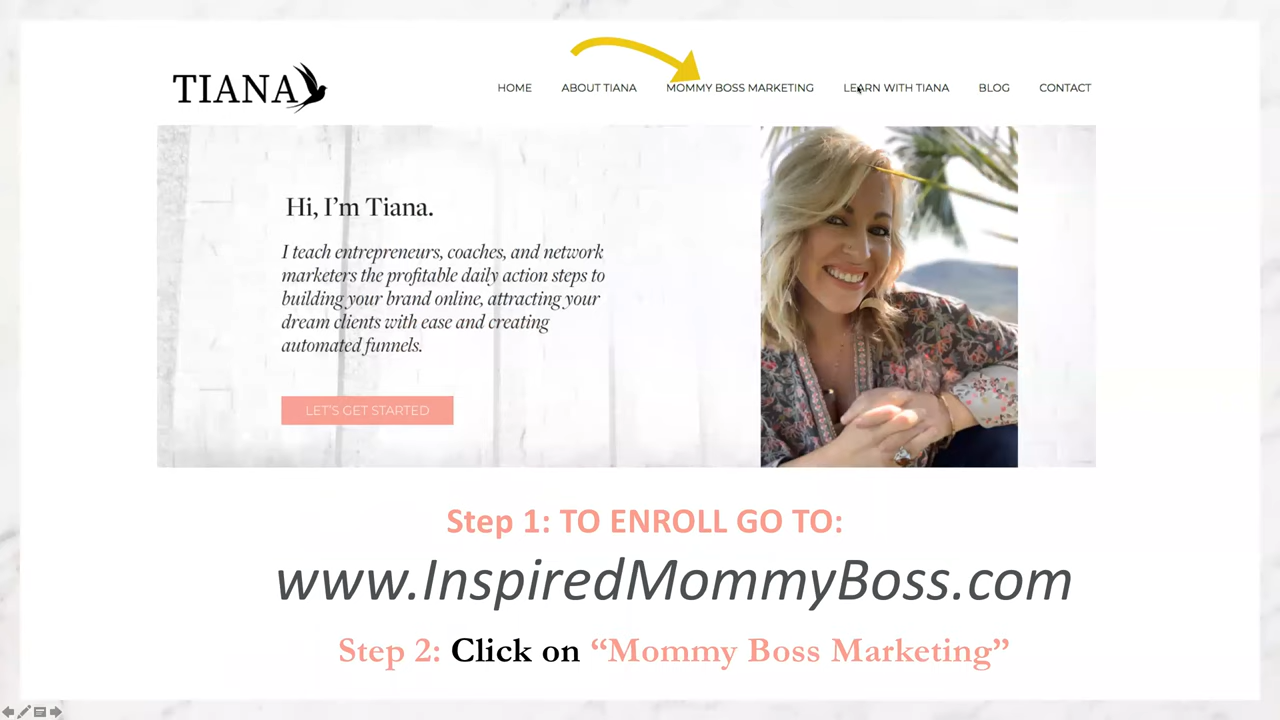 TIANA
HOME ABOUT TIANA MOMMY BOSS MARKETING LEARN WITH TIANA BLOG CONTACT
Hi, I'm Tiana.
I teach entrepreneurs, coaches, and network
marketers the profitable daily action steps to
building your brand online, attracting your
dream clients with ease and creating
automated funnels.
LET'S GET STARTED
Step 1: TO ENROLL GO TO:
www.InspiredMommyBoss.com
Step 2: Click on “Mommy Boss Marketing”